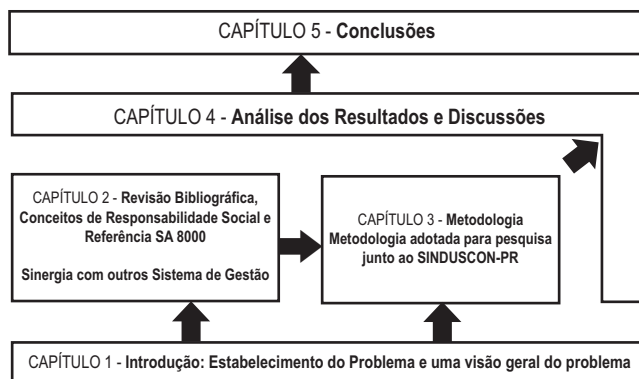 CAPÍTULO 5 - Conclusões
CAPÍTULO 4 - Análise dos Resultados e Discussões
CAPÍTULO 2 - Revisão Bibliográfica,
Conceitos de Responsabilidade Social e
Referência SA 8000
Sinergia com outros Sistema de Gestão
CAPÍTULO 3 - Metodologia
Metodologia adotada para pesquisa
junto ao SINDUSCON-PR
CAPÍTULO 1 - Introdução: Estabelecimento do Problema e uma visão geral do problema